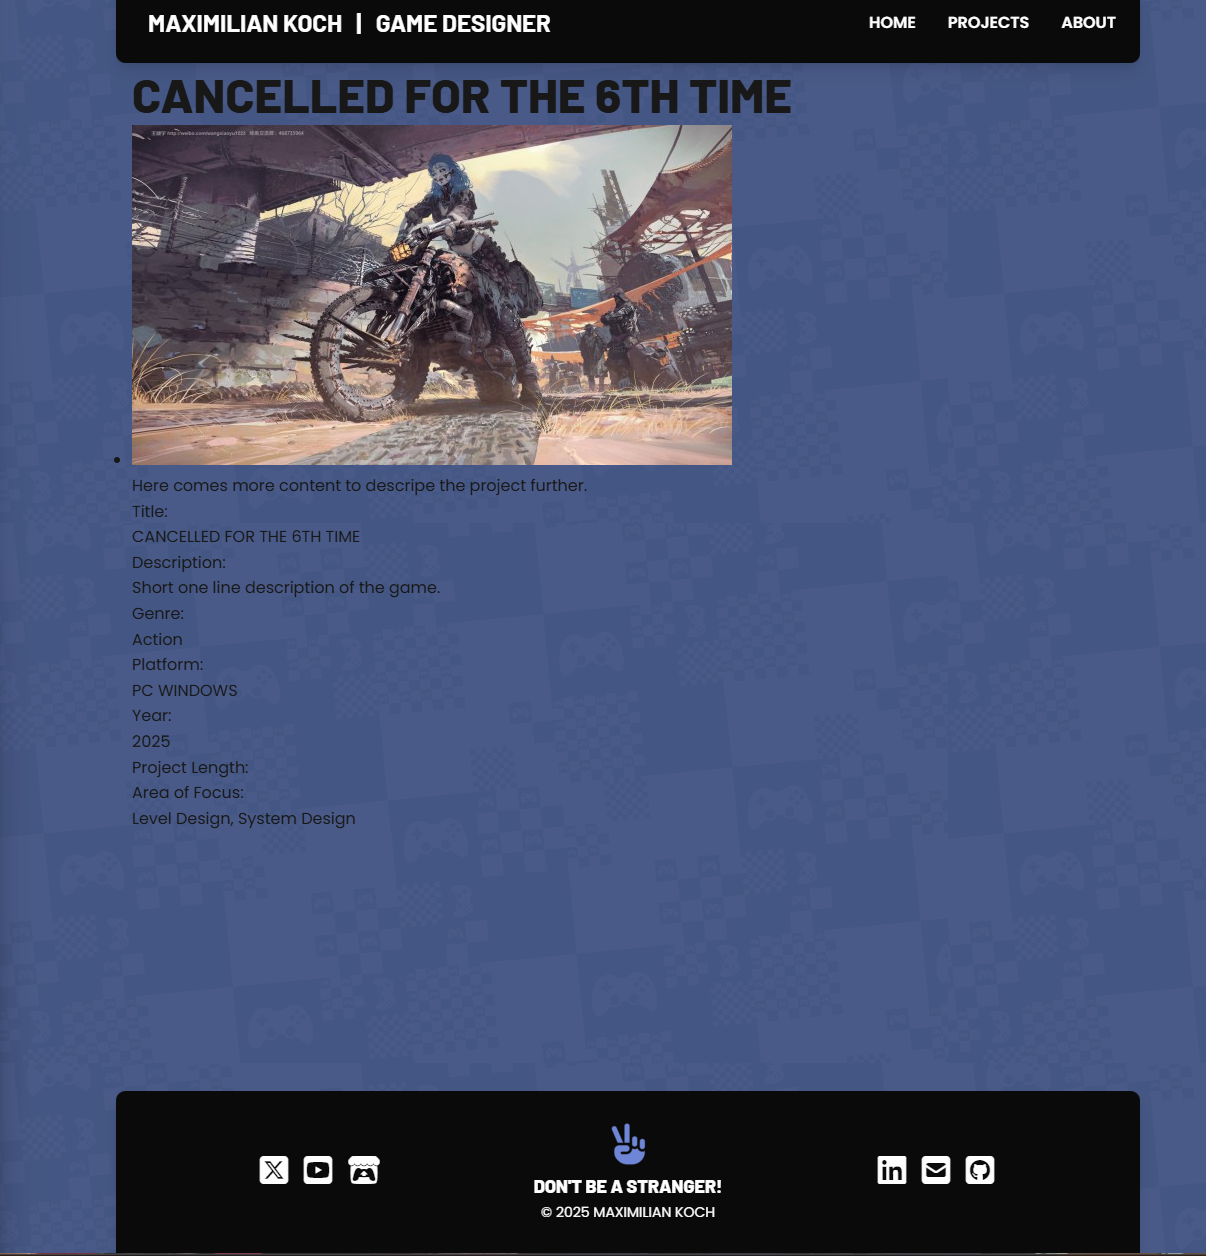 MAXIMILIAN KOCH | GAME DESIGNER
HOME PROJECTS ABOUT
CANCELLED FOR THE 6TH TIME
Here comes more content to descripe the project further.
Title:
CANCELLED FOR THE 6TH TIME
Description:
Short one line description of the game.
Genre:
Action
Platform:
PC WINDOWS
Year:
2025
Project Length:
Area of Focus:
Level Design, System Design
DON'T BE A STRANGER!
© 2025 MAXIMILIAN KOCH